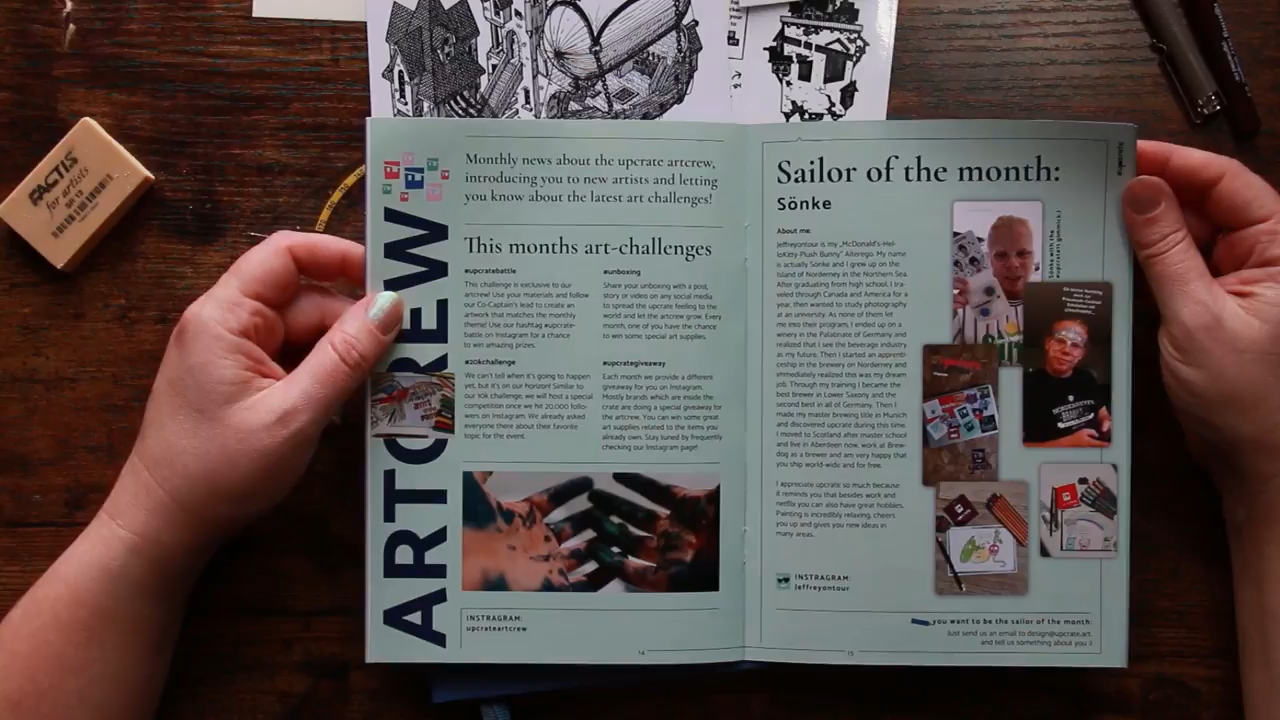 FACTIS
for artists
ARTCREW
Monthly news about the upcrate artcrew,
introducing you to new artists and letting
you know about the latest art challenges!
This months art-challenges
#upcratebattle
This challenge is exclusive to our
artcrew! Use your materials and follow
our Co-Captain's lead to create an
artwork that matches the monthly
theme! Use our hashtag #upcrate-
battle on Instagram for a chance
to win amazing prizes.
#unboxing
Share your unboxing with a post,
story or video on any social media
to spread the upcrate feeling to the
world and let the artcrew grow. Every
month, one of you have the chance
to win some special art supplies.
#20kchallenge
We can't tell when it's going to happen
yet, but it's on our horizon! Similar to
our 10k challenge, we will host a special
competition once we hit 20.000 follo-
wers on Instagram. We already asked
everyone there about their favorite
topic for the event.
#upcrategiveaway
Each month we provide a different
giveaway for you on Instagram.
Mostly brands which are inside the
crate are doing a special giveaway for
the artcrew. You can win some great
art supplies related to the items you
already own. Stay tuned by frequently
checking our Instagram page!
INSTRAGRAM:
upcrateartcrew
14
Sailor of the month:
Sönke
About me:
Jeffreyontour is my „McDonald's-Hel-
loKitty-Plush Bunny" Alterego. My name
is actually Sönke and I grew up on the
Island of Norderney in the Northern Sea.
After graduating from high school, I tra-
veled through Canada and America for a
year, then wanted to study photography
at an university. As none of them let
me into their program, I ended up on a
winery in the Palatinate of Germany and
realized that I see the beverage industry
as my future. Then I started an apprenti-
ceship in the brewery on Norderney and
immediately realized this was my dream
job. Through my training I became the
best brewer in Lower Saxony and the
second best in all of Germany. Then I
made my master brewing title in Munich
and discovered upcrate during this time.
I moved to Scotland after master school
and live in Aberdeen now, work at Brew-
dog as a brewer and am very happy that
you ship world-wide and for free.
I appreciate upcrate so much because
it reminds you that besides work and
netflix you can also have great hobbies.
Painting is incredibly relaxing, cheers
you up and gives you new ideas in
many areas.
Sönke with the
INSTRAGRAM:
Jeffreyontour
you want to be the sailor of the month:
Just send us an email to design@upcrate.art
and tell us something about you :)
15